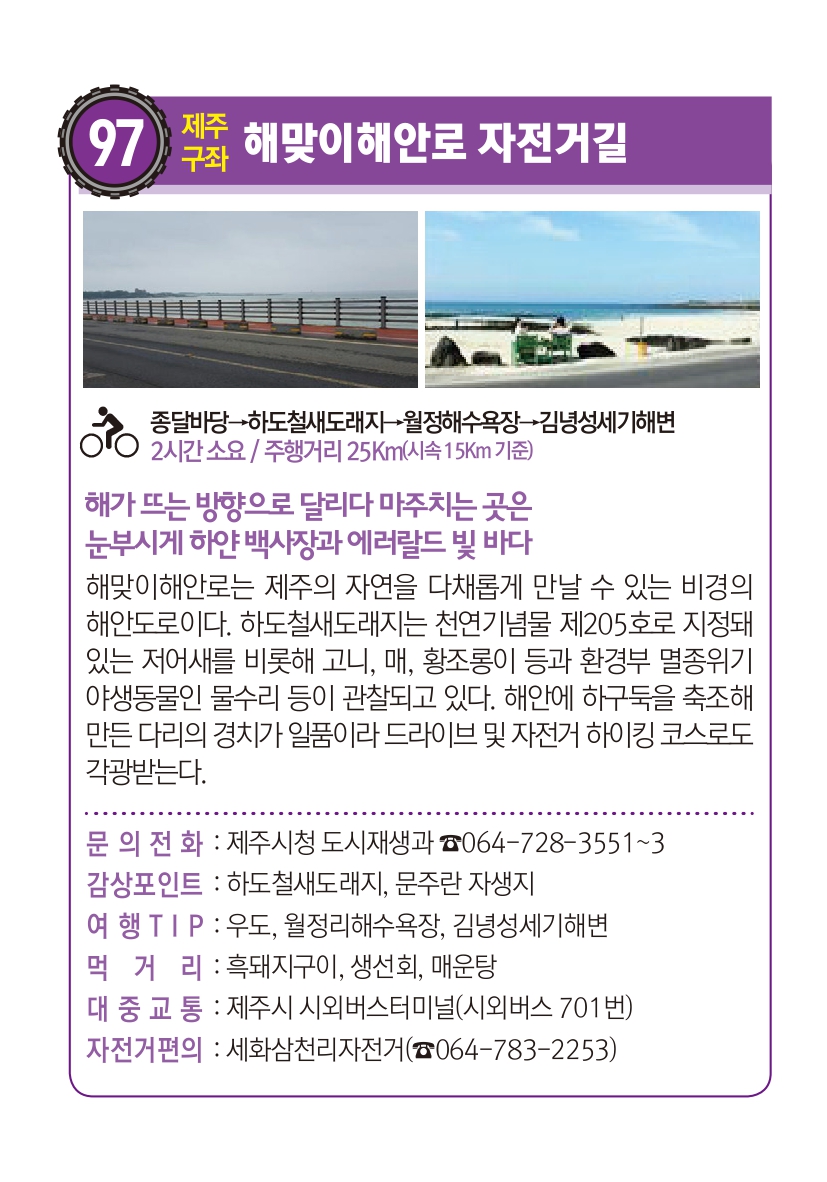 97
제주
구좌
해맞이해안로 자전거길
종달바당→하도철새도래지→월정해수욕장→김녕성세기해변
2시간 소요 / 주행거리 25Km(시속 15Km 기준)
해가 뜨는 방향으로 달리다 마주치는 곳은
눈부시게 하얀 백사장과 에러랄드 빛 바다
해맞이해안로는 제주의 자연을 다채롭게 만날 수 있는 비경의
해안도로이다. 하도철새도래지는 천연기념물 제205호로 지정돼
있는 저어새를 비롯해 고니, 매, 황조롱이 등과 환경부 멸종위기
야생동물인 물수리 등이 관찰되고 있다. 해안에 하구둑을 축조해
만든 다리의 경치가 일품이라 드라이브 및 자전거 하이킹 코스로도
각광받는다.
문의전화 : 제주시청 도시재생과 ☎064-728-3551~3
감상포인트 : 하도철새도래지, 문주란 자생지
여행TIP : 우도, 월정리해수욕장, 김녕성세기해변
먹거리 : 흑돼지구이, 생선회, 매운탕
대중교통 : 제주시 시외버스터미널(시외버스 701번)
자전거편의 : 세화삼천리자전거(☎064-783-2253)